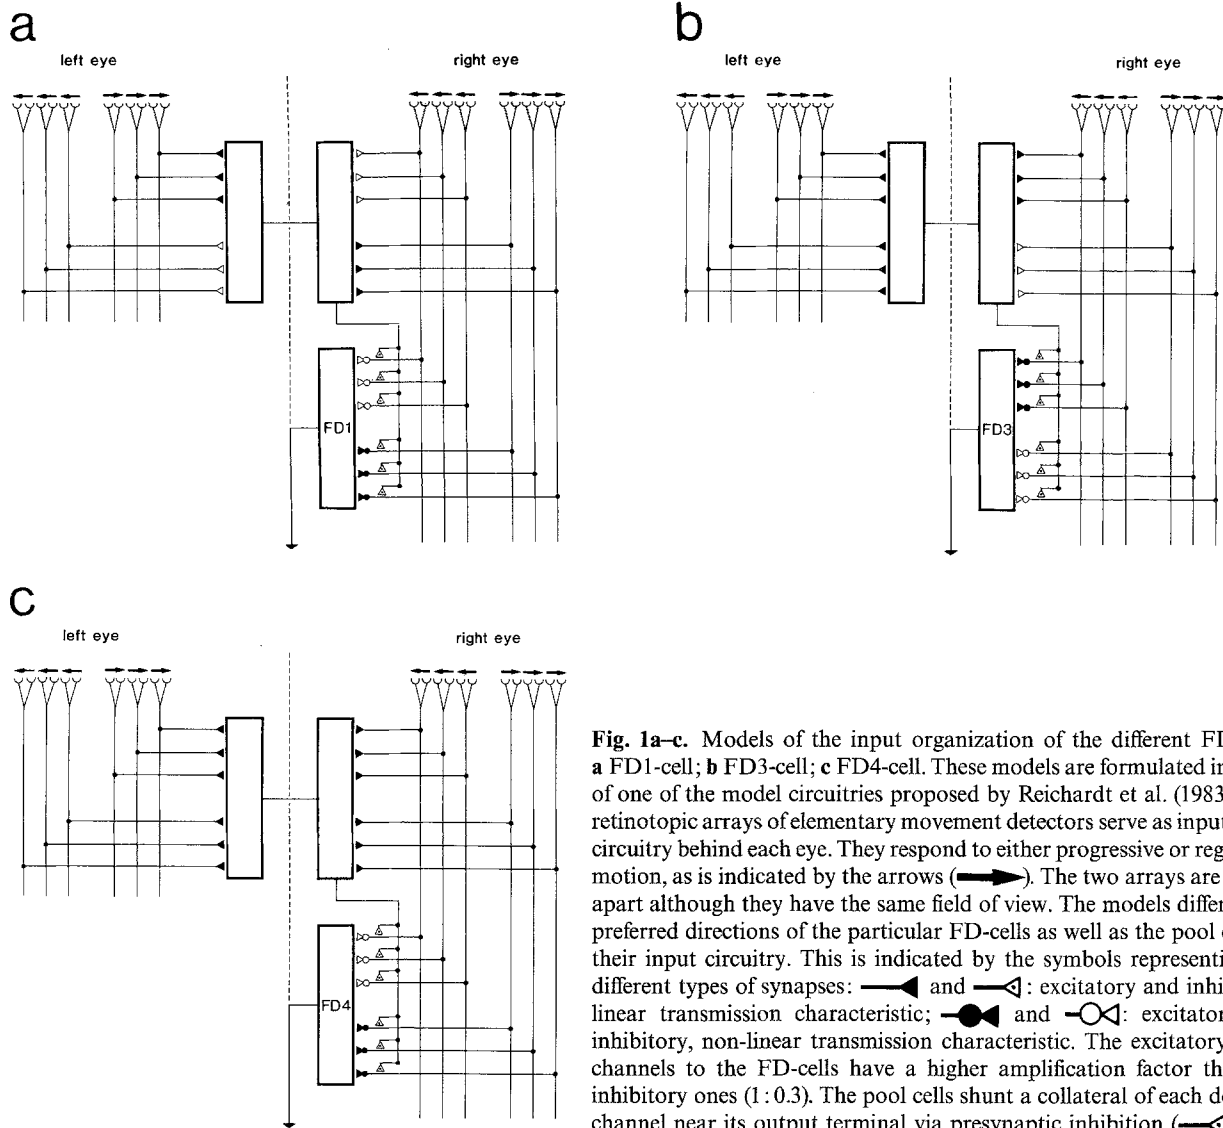 a
b
left eye
right eye
left eye
right eye
FD1
FD3
c
left eye
right eye
FD4
Fig. 1a–c. Models of the input organization of the different FD
a FD1-cell; b FD3-cell; c FD4-cell. These models are formulated in
of one of the model circuitries proposed by Reichardt et al. (1983
retinotopic arrays of elementary movement detectors serve as input
circuitry behind each eye. They respond to either progressive or reg
motion, as is indicated by the arrows ( ). The two arrays are
apart although they have the same field of view. The models differ
preferred directions of the particular FD-cells as well as the pool
their input circuitry. This is indicated by the symbols representi
different types of synapses: and : excitatory and inhi
linear transmission characteristic; and : excitator
inhibitory, non-linear transmission characteristic. The excitatory
channels to the FD-cells have a higher amplification factor th
inhibitory ones (1:0.3). The pool cells shunt a collateral of each de
channel near its output terminal via presynaptic inhibition (